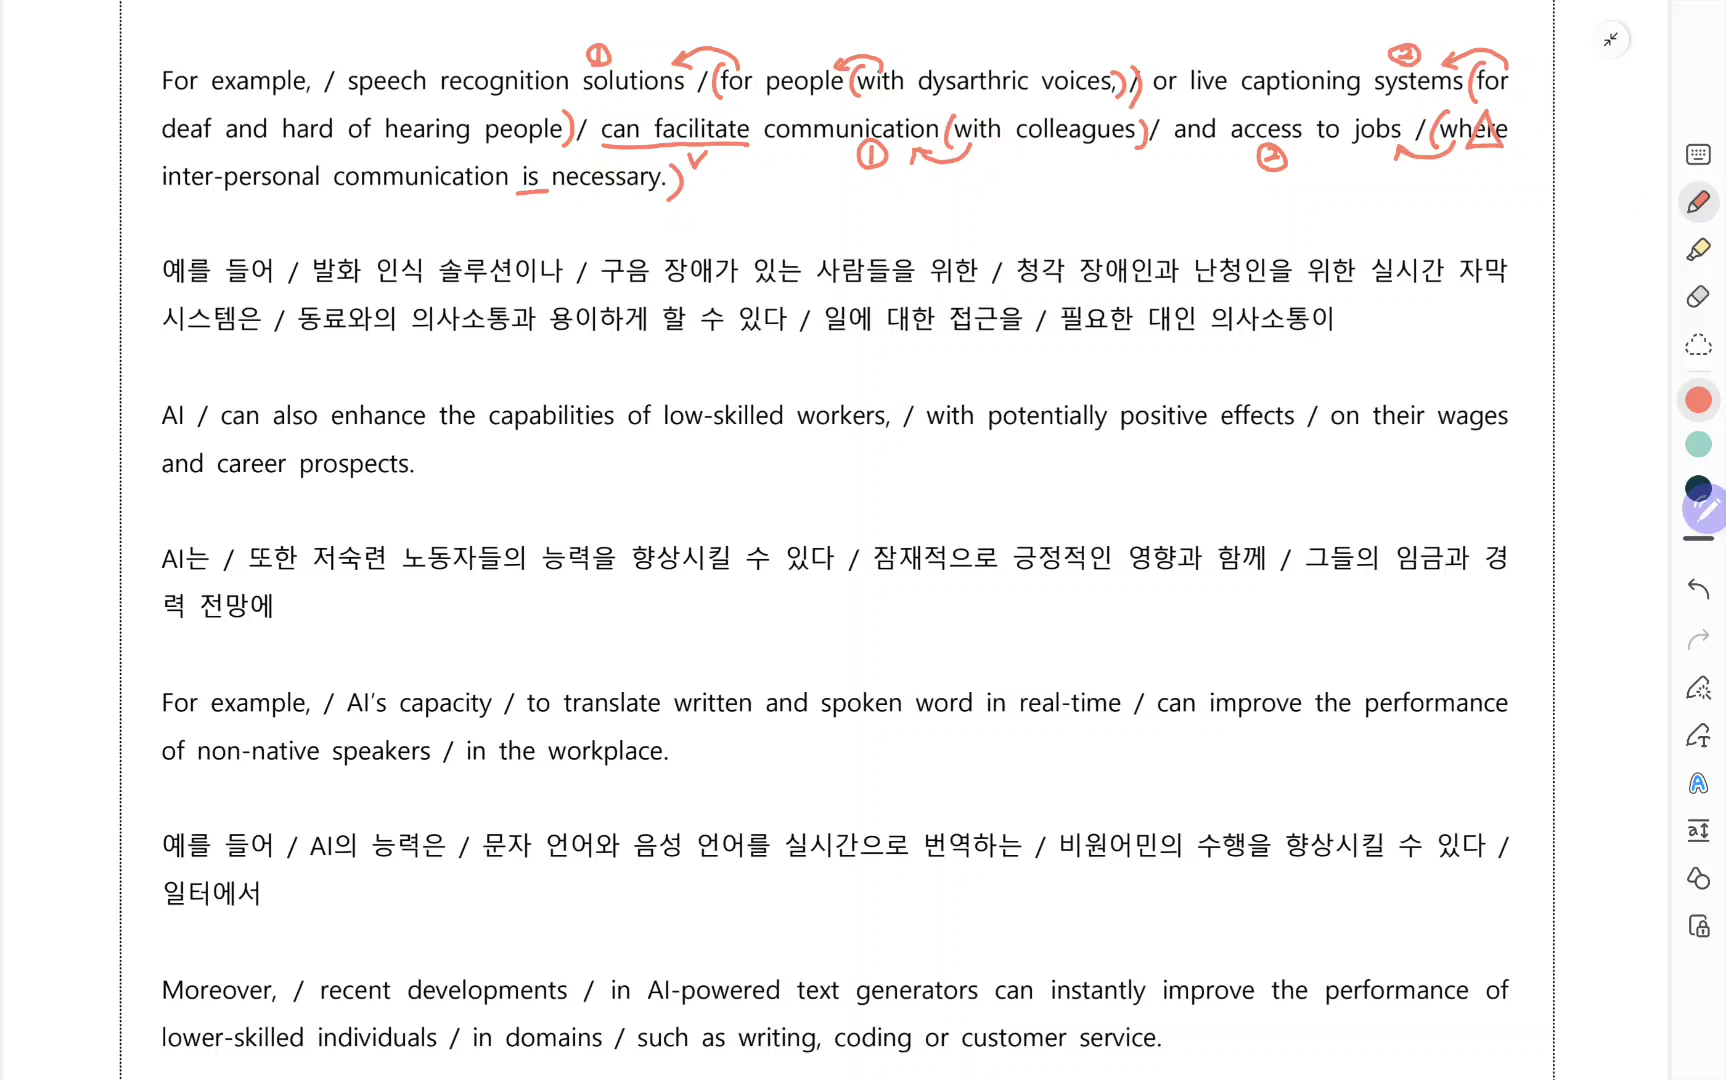 ① ②
For example, / speech recognition solutions / (for people (with dysarthric voices,)/) or live captioning systems (for
deaf and hard of hearing people)/ can facilitate communication (with colleagues)/ and access to jobs / (where
① ②
inter-personal communication is necessary.)
예를 들어 / 발화 인식 솔루션이나 / 구음 장애가 있는 사람들을 위한 / 청각 장애인과 난청인을 위한 실시간 자막
시스템은 / 동료와의 의사소통과 용이하게 할 수 있다 / 일에 대한 접근을 / 필요한 대인 의사소통이
AI / can also enhance the capabilities of low-skilled workers, / with potentially positive effects / on their wages
and career prospects.
AI는 / 또한 저숙련 노동자들의 능력을 향상시킬 수 있다 / 잠재적으로 긍정적인 영향과 함께 / 그들의 임금과 경
력 전망에
For example, / AI's capacity / to translate written and spoken word in real-time / can improve the performance
of non-native speakers / in the workplace.
예를 들어 / AI의 능력은 / 문자 언어와 음성 언어를 실시간으로 번역하는 / 비원어민의 수행을 향상시킬 수 있다 /
일터에서
Moreover, / recent developments / in AI-powered text generators can instantly improve the performance of
lower-skilled individuals / in domains / such as writing, coding or customer service.